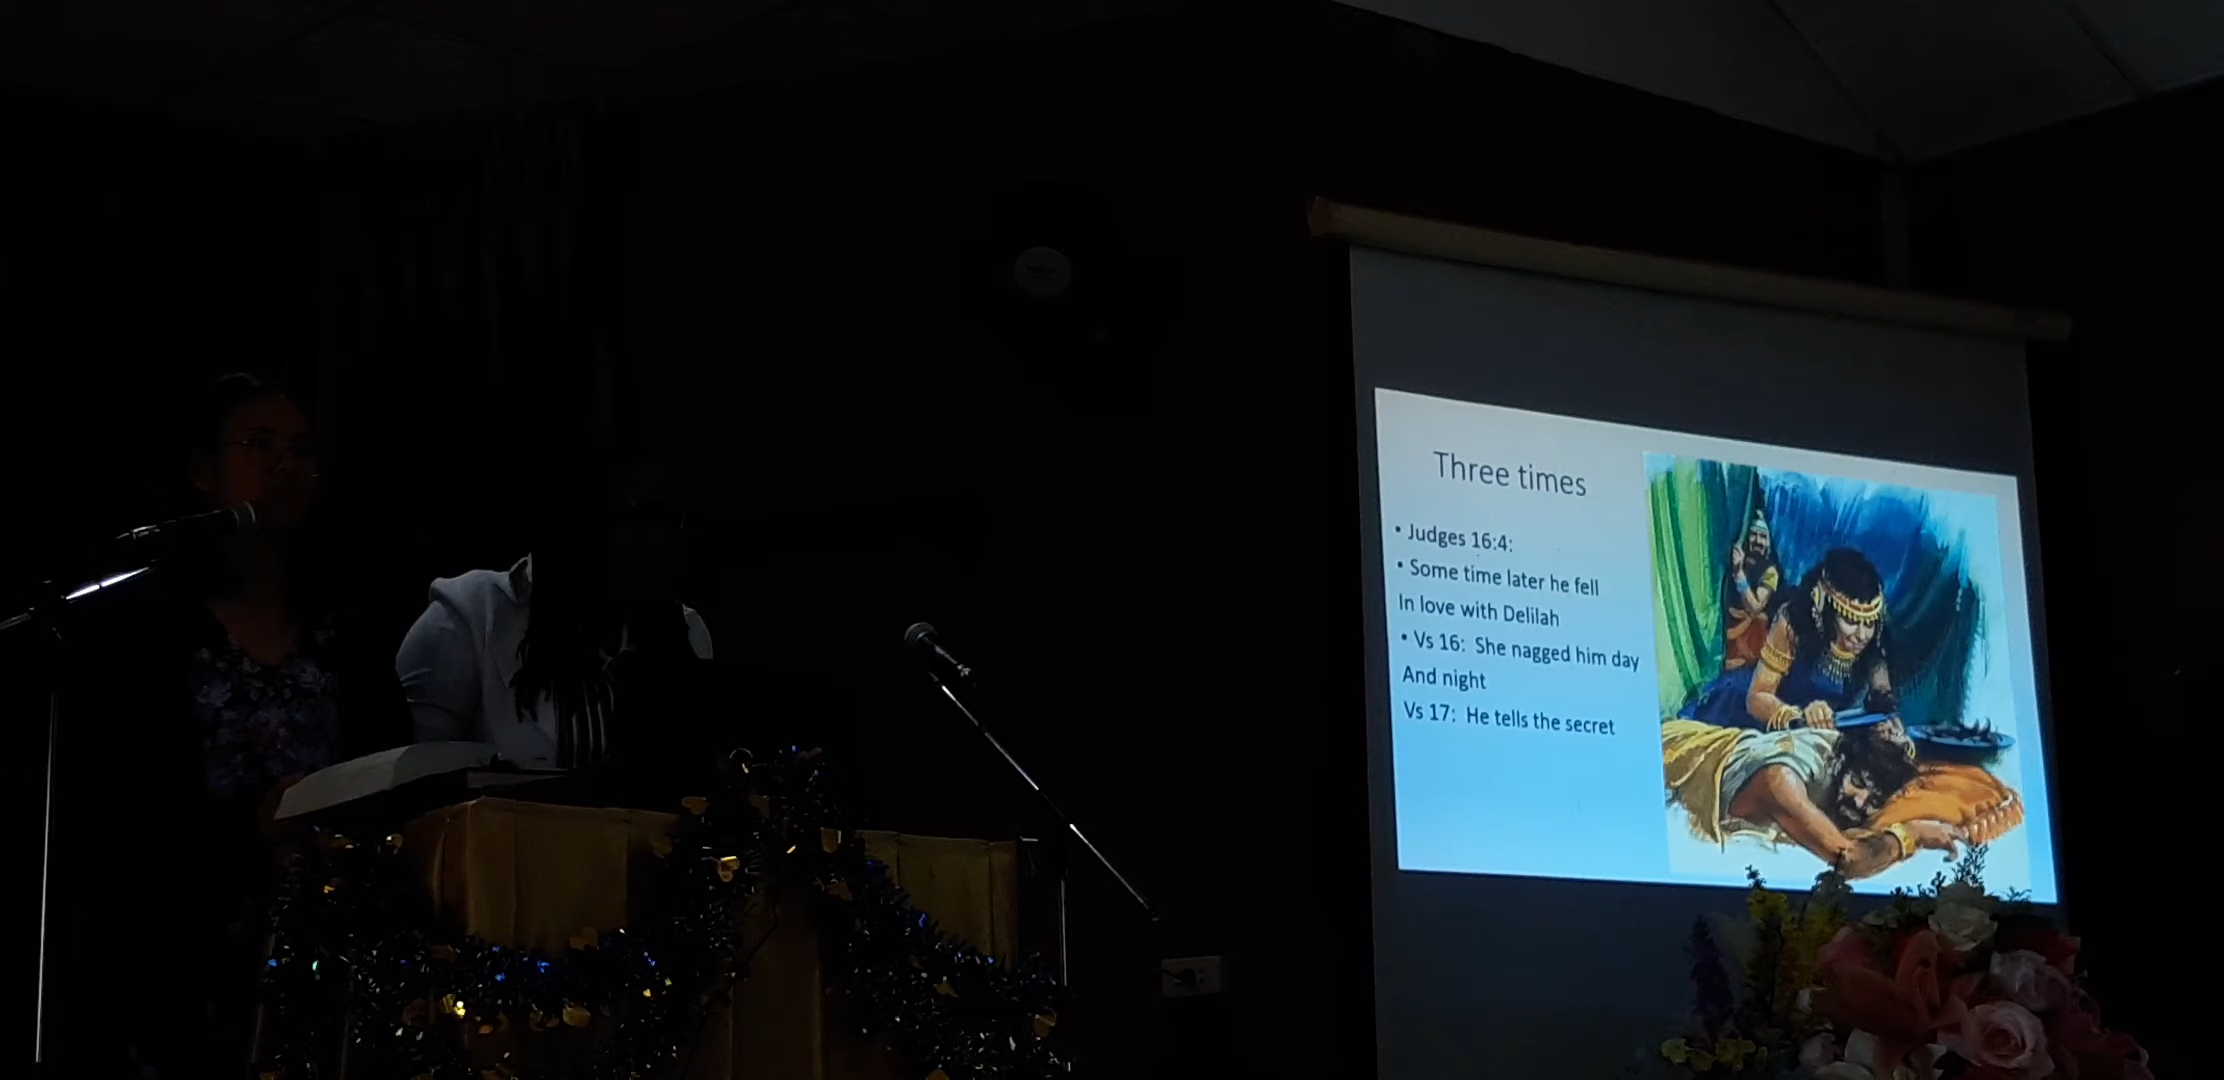 Three times
• Judges 16:4:
• Some time later he fell
In love with Delilah
• Vs 16: She nagged him day
And night
Vs 17: He tells the secret